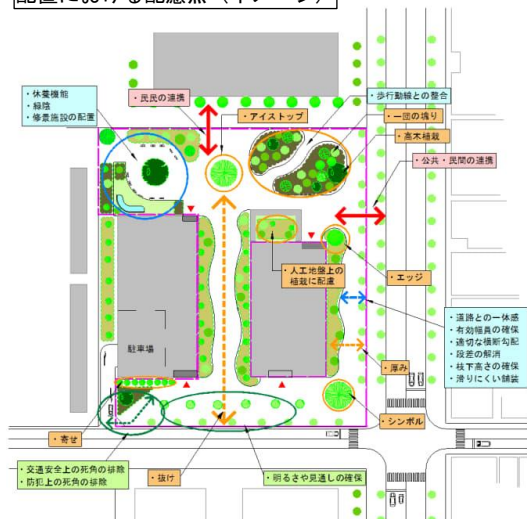 配置における配慮点（イメージ）
・休養機能
・緑陰
・修景施設の配置
・民民の連携
・アイストップ
・歩行動線との整合
・一団の塊り
・高木植栽
・公共・民間の連携
・人工地盤上の
植栽に配慮
・エッジ
・道路との一体感
・有効幅員の確保
・適切な横断勾配
・段差の解消
・枝下高さの確保
・滑りにくい舗装
駐車場
・厚み
・シンボル
・寄せ
・交通安全上の死角の排除
・防犯上の死角の排除
・抜け
・明るさや見通しの確保